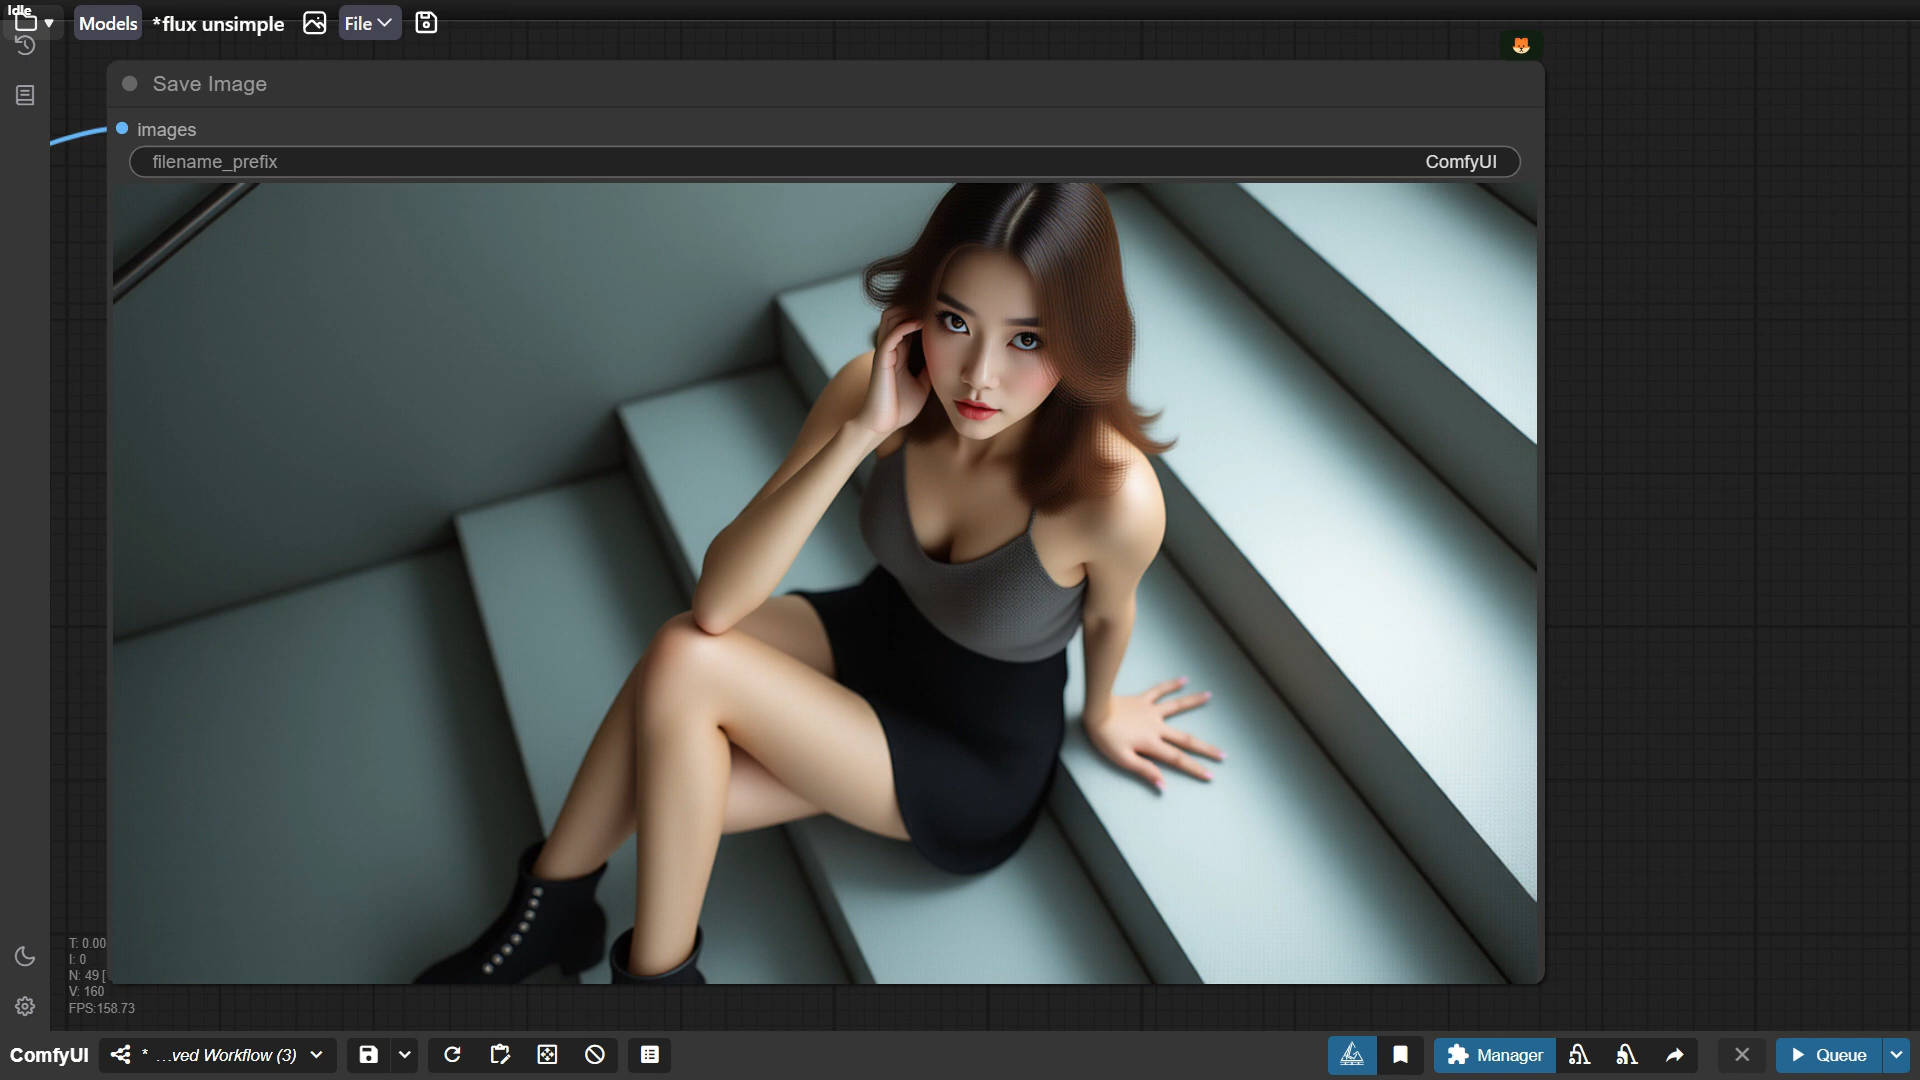 Idle
Models *flux unsimple File
Save Image
images
filename_prefix ComfyUI
T: 0.00
I: 0
N: 49 [
V: 160
FPS:158.73
ComfyUI * ...ved Workflow (3) Manager Queue